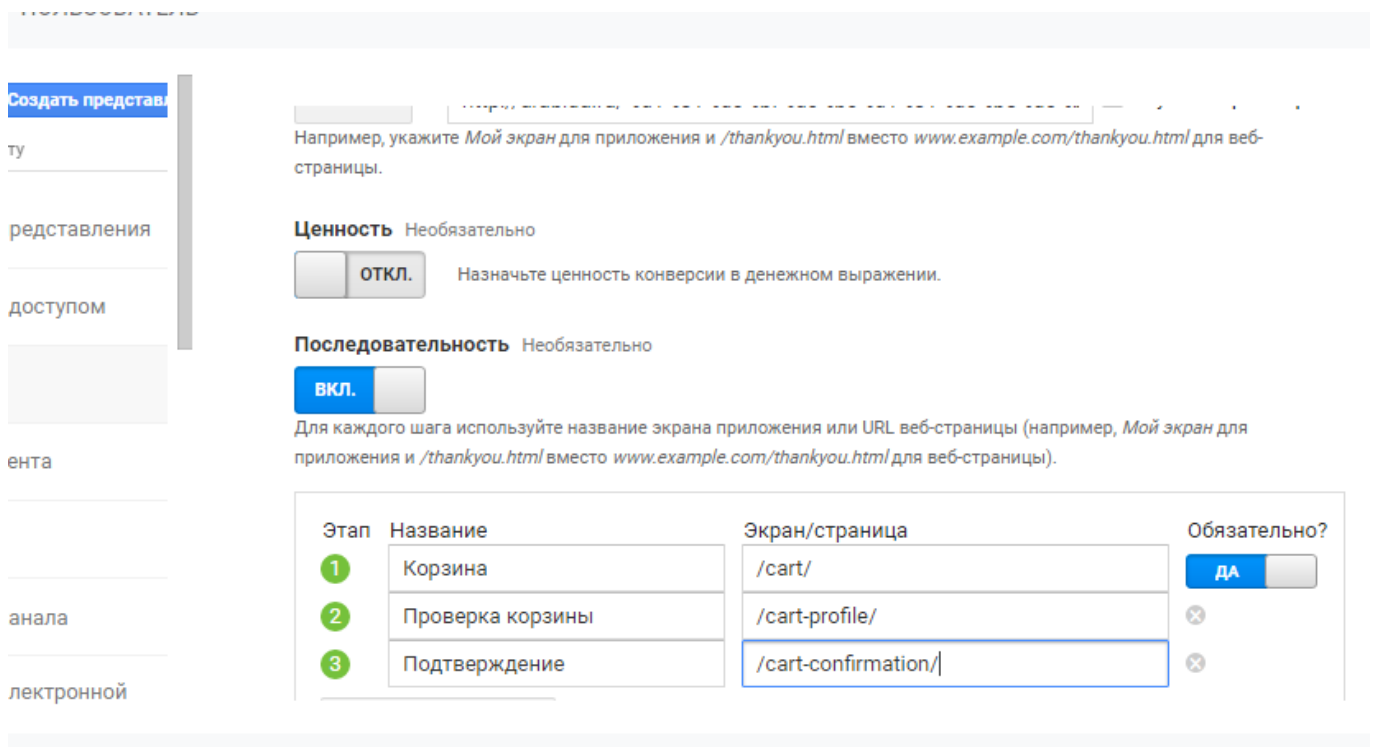 ПОЛЬЗОВАТЕЛЬ
Создать представл
ту
редставления
доступом
ента
анала
лектронной
Например, укажите Мой экран для приложения и /thankyou.html вместо www.example.com/thankyou.html для веб-
страницы.
Ценность Необязательно
ОТКЛ. Назначьте ценность конверсии в денежном выражении.
Последовательность Необязательно
ВКЛ.
Для каждого шага используйте название экрана приложения или URL веб-страницы (например, Мой экран для
приложения и /thankyou.html вместо www.example.com/thankyou.html для веб-страницы).
Этап Название Экран/страница Обязательно?
1 Корзина /cart/ ДА
2 Проверка корзины /cart-profile/
3 Подтверждение /cart-confirmation/